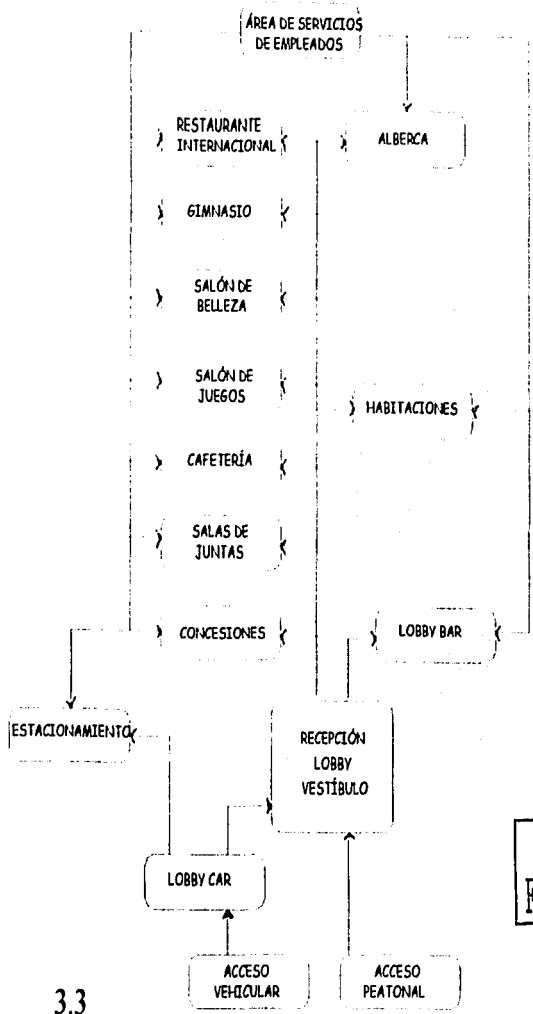 ÁREA DE SERVICIOS
DE EMPLEADOS
RESTAURANTE
INTERNACIONAL
ALBERCA
GIMNASIO
SALÓN DE
BELLEZA
SALÓN DE
JUEGOS
HABITACIONES
CAFETERÍA
SALAS DE
JUNTAS
CONCESIONES
LOBBY BAR
ESTACIONAMIENTO
RECEPCIÓN
LOBBY
VESTÍBULO
LOBBY CAR
ACCESO
VEHICULAR
ACCESO
PEATONAL
3.3